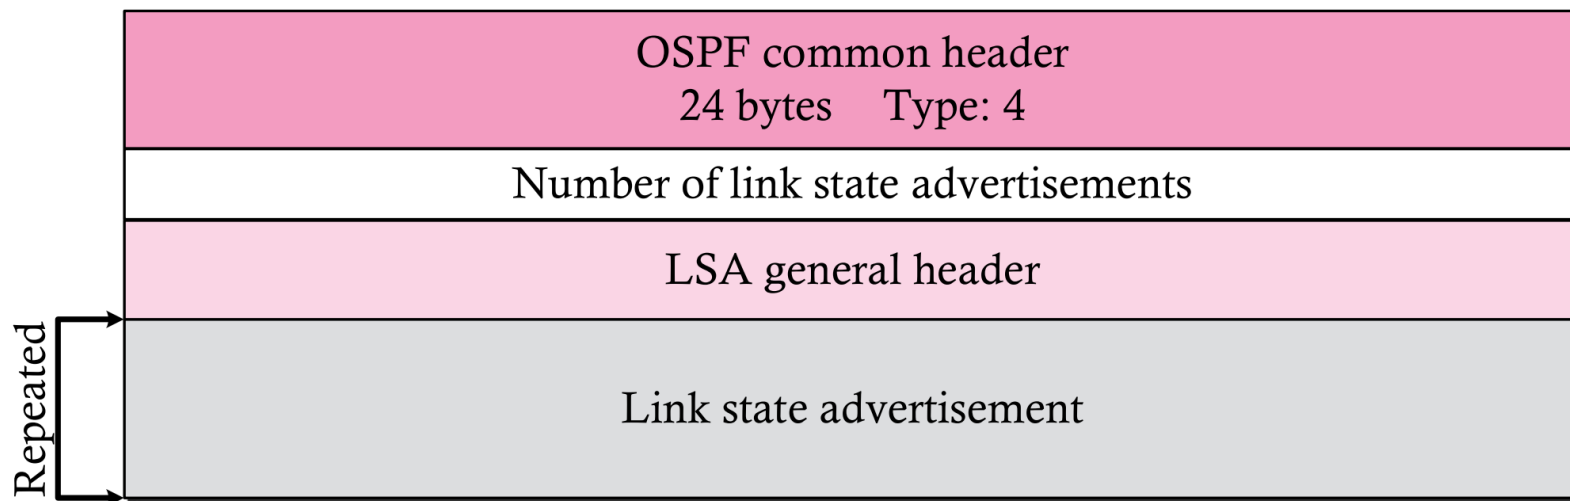 OSPF common header
24 bytes Type: 4
Number of link state advertisements
LSA general header
Repeated
Link state advertisement